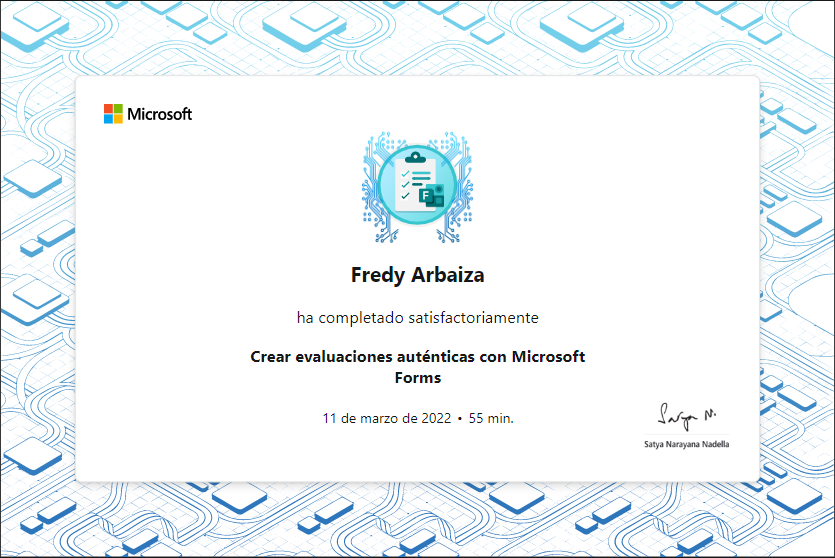 Microsoft
Fredy Arbaiza
ha completado satisfactoriamente
Crear evaluaciones auténticas con Microsoft
Forms
11 de marzo de 2022 • 55 min.
Satya N.
Satya Narayana Nadella